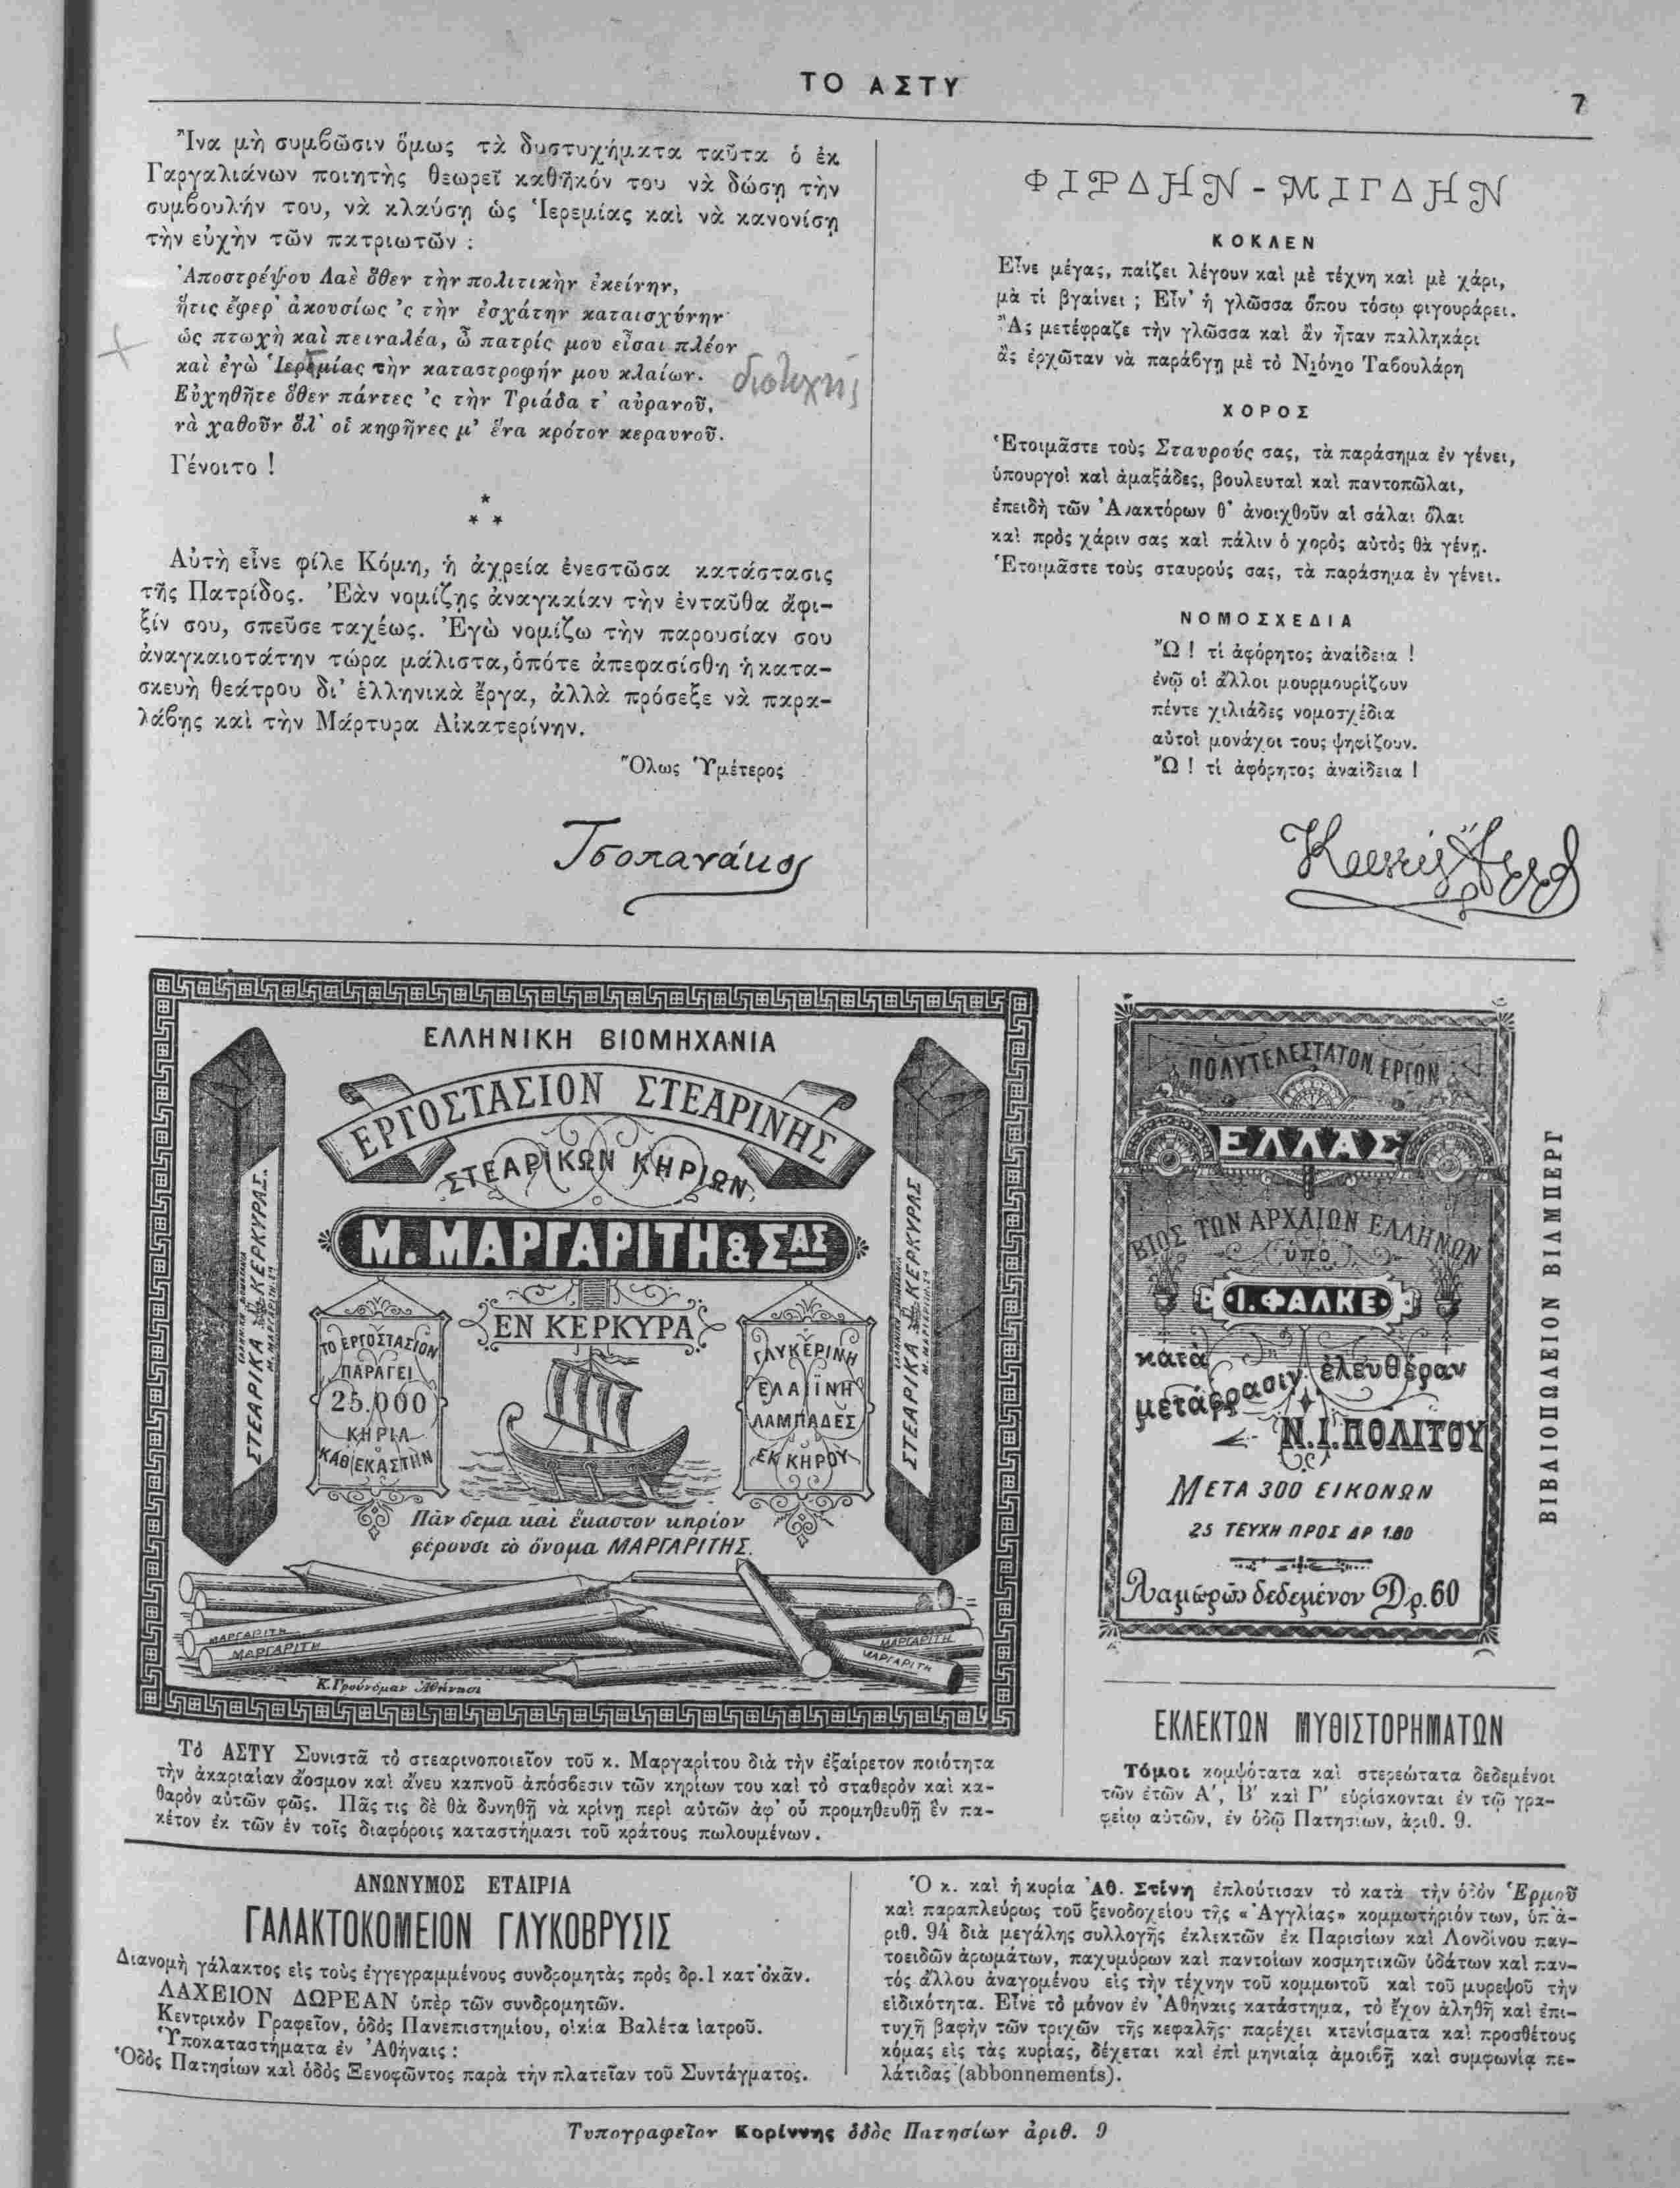 ΤΟ ΑΣΤΥ
7
Ἵνα μὴ συμβῶσιν ὅμως τὰ δυστυχήματα ταῦτα ὁ ἐκ
Γαργαλιάνων ποιητὴς θεωρεῖ καθῆκόν του νὰ δώσῃ τὴν
συμβουλήν του, νὰ κλαύσῃ ὡς Ἱερεμίας καὶ νὰ κανονίσῃ
τὴν εὐχὴν τῶν πατριωτῶν :
Ἀποστρέψου Λαὲ ὅθεν τὴν πολιτικὴν ἐκείνην,
ἥτις ἔφερ' ἀκουσίως 'ς τὴν ἐσχάτην καταισχύνην·
ὡς πτωχὴ καὶ πειναλέα, ὦ πατρίς μου εἶσαι πλέον
καὶ ἐγὼ Ἱερεμίας τὴν καταστροφήν μου κλαίων.
Εὐχηθῆτε ὅθεν πάντες 'ς τὴν Τριάδα τ' αὐρανοῦ,
νὰ χαθοῦν ὅλ' οἱ κηφῆνες μ' ἕνα κρότον κεραυνοῦ.
Γένοιτο !
* * *
Αὐτὴ εἶνε φίλε Κόμη, ἡ ἀχρεία ἐνεστῶσα κατάστασις
τῆς Πατρίδος. Ἐὰν νομίζῃς ἀναγκαίαν τὴν ἐνταῦθα ἄφι-
ξίν σου, σπεῦσε ταχέως. Ἐγὼ νομίζω τὴν παρουσίαν σου
ἀναγκαιοτάτην τώρα μάλιστα, ὁπότε ἀπεφασίσθη ἡ κατα-
σκευὴ θεάτρου δι' ἑλληνικὰ ἔργα, ἀλλὰ πρόσεξε νὰ παρα-
λάβῃς καὶ τὴν Μάρτυρα Αἰκατερίνην.
Ὅλως Ὑμέτερος
Τσοπανάκος
ΦΙΡΔΗΝ - ΜΙΓΔΗΝ
ΚΟΚΛΕΝ
Εἶνε μέγας, παίζει λέγουν καὶ μὲ τέχνη καὶ μὲ χάρι,
μὰ τί βγαίνει ; Εἶν' ἡ γλῶσσα ὅπου τόσῳ φιγουράρει.
Ἂς μετέφραζε τὴν γλῶσσα καὶ ἂν ἦταν παλληκάρι
ἂς ἐρχῶταν νὰ παράβγῃ μὲ τὸ Νιόνιο Ταβουλάρη
ΧΟΡΟΣ
Ἑτοιμᾶστε τοὺς Σταυρούς σας, τὰ παράσημα ἐν γένει,
ὑπουργοὶ καὶ ἁμαξάδες, βουλευταὶ καὶ παντοπῶλαι,
ἐπειδὴ τῶν Ἀνακτόρων θ' ἀνοιχθοῦν αἱ σάλαι ὅλαι
καὶ πρὸς χάριν σας καὶ πάλιν ὁ χορὸς αὐτὸς θὰ γένῃ.
Ἑτοιμᾶστε τοὺς σταυρούς σας, τὰ παράσημα ἐν γένει.
ΝΟΜΟΣΧΕΔΙΑ
Ὢ ! τί ἀφόρητος ἀναίδεια !
ἐνῷ οἱ ἄλλοι μουρμουρίζουν
πέντε χιλιάδες νομοσχέδια
αὐτοὶ μονάχοι τους ψηφίζουν.
Ὢ ! τί ἀφόρητος ἀναίδεια !
ΕΛΛΗΝΙΚΗ ΒΙΟΜΗΧΑΝΙΑ
ΕΡΓΟΣΤΑΣΙΟΝ ΣΤΕΑΡΙΝΗΣ
ΣΤΕΑΡΙΚΩΝ ΚΗΡΙΩΝ
Μ. ΜΑΡΓΑΡΙΤΗ & ΣΑΣ
ΕΝ ΚΕΡΚΥΡΑ
ΣΤΕΑΡΙΚΑ ΚΕΡΚΥΡΑΣ
ΤΟ ΕΡΓΟΣΤΑΣΙΟΝ
ΠΑΡΑΓΕΙ
25.000
ΚΗΡΙΑ
ΚΑΘ ΕΚΑΣΤΗΝ
ΓΛΥΚΕΡΙΝΗ
ΕΛΑΪΝΗ
ΛΑΜΠΑΔΕΣ
ΕΚ ΚΗΡΟΥ
ΣΤΕΑΡΙΚΑ ΚΕΡΚΥΡΑΣ
Πᾶν δεμα καὶ ἕκαστον κηρίον
φέρουσι τὸ ὄνομα ΜΑΡΓΑΡΙΤΗΣ.
ΜΑΡΓΑΡΙΤΗ
ΜΑΡΓΑΡΙΤΗ
ΜΑΡΓΑΡΙΤΗ
ΜΑΡΓΑΡΙΤΗ
Κ. Γροῦνδμαν Ἀθήνησι
Τὸ ΑΣΤΥ Συνιστᾶ τὸ στεαρινοποιεῖον τοῦ κ. Μαργαρίτου διὰ τὴν ἐξαίρετον ποιότητα
τὴν ἀκαριαίαν ἄοσμον καὶ ἄνευ καπνοῦ ἀπόσβεσιν τῶν κηρίων του καὶ τὸ σταθερὸν καὶ κα-
θαρὸν αὐτῶν φῶς. Πᾶς τις δὲ θὰ δυνηθῇ νὰ κρίνῃ περὶ αὐτῶν ἀφ' οὗ προμηθευθῇ ἓν πα-
κέτον ἐκ τῶν ἐν τοῖς διαφόροις καταστήμασι τοῦ κράτους πωλουμένων.
ΠΟΛΥΤΕΛΕΣΤΑΤΟΝ ΕΡΓΟΝ
ΕΛΛΑΣ
ΒΙΟΣ ΤΩΝ ΑΡΧΑΙΩΝ ΕΛΛΗΝΩΝ
ὑπο
Ι. ΦΑΛΚΕ
κατὰ
μετάφρασιν ἐλευθέραν
Ν. Ι. ΠΟΛΙΤΟΥ
ΜΕΤΑ 300 ΕΙΚΟΝΩΝ
25 ΤΕΥΧΗ ΠΡΟΣ ΔΡ 1.80
Χαμωρῶ δεδεμένον Δρ. 60
ΒΙΒΛΙΟΠΩΛΕΙΟΝ ΒΙΛΜΠΕΡΓ
ΕΚΛΕΚΤΩΝ ΜΥΘΙΣΤΟΡΗΜΑΤΩΝ
Τόμοι κομψότατα καὶ στερεώτατα δεδεμένοι
τῶν ἐτῶν Α', Β' καὶ Γ' εὑρίσκονται ἐν τῷ γρα-
φείῳ αὐτῶν, ἐν ὁδῷ Πατησίων, ἀριθ. 9.
ΑΝΩΝΥΜΟΣ ΕΤΑΙΡΙΑ
ΓΑΛΑΚΤΟΚΟΜΕΙΟΝ ΓΛΥΚΟΒΡΥΣΙΣ
Διανομὴ γάλακτος εἰς τοὺς ἐγγεγραμμένους συνδρομητὰς πρὸς δρ. 1 κατ' ὀκᾶν.
ΛΑΧΕΙΟΝ ΔΩΡΕΑΝ ὑπὲρ τῶν συνδρομητῶν.
Κεντρικὸν Γραφεῖον, ὁδὸς Πανεπιστημίου, οἰκία Βαλέτα ἰατροῦ.
Ὑποκαταστήματα ἐν Ἀθήναις :
Ὁδὸς Πατησίων καὶ ὁδὸς Ξενοφῶντος παρὰ τὴν πλατεῖαν τοῦ Συντάγματος.
Ὁ κ. καὶ ἡ κυρία Ἀθ. Στίνη ἐπλούτισαν τὸ κατὰ τὴν ὁδὸν Ἑρμοῦ
καὶ παραπλεύρως τοῦ ξενοδοχείου τῆς «Ἀγγλίας» κομμωτήριόν των, ὑπ' ἀ-
ριθ. 94 διὰ μεγάλης συλλογῆς ἐκλεκτῶν ἐκ Παρισίων καὶ Λονδίνου παν-
τοειδῶν ἀρωμάτων, παχυμύρων καὶ παντοίων κοσμητικῶν ὑδάτων καὶ παν-
τὸς ἄλλου ἀναγομένου εἰς τὴν τέχνην τοῦ κομμωτοῦ καὶ τοῦ μυρεψοῦ τὴν
εἰδικότητα. Εἶνε τὸ μόνον ἐν Ἀθήναις κατάστημα, τὸ ἔχον ἀληθῆ καὶ ἐπι-
τυχῆ βαφὴν τῶν τριχῶν τῆς κεφαλῆς· παρέχει κτενίσματα καὶ προσθέτους
κόμας εἰς τὰς κυρίας, δέχεται καὶ ἐπὶ μηνιαίᾳ ἀμοιβῇ καὶ συμφωνίᾳ πε-
λάτιδας (abbonnements).
Τυπογραφεῖον Κορίννης ὁδὸς Πατησίων ἀριθ. 9